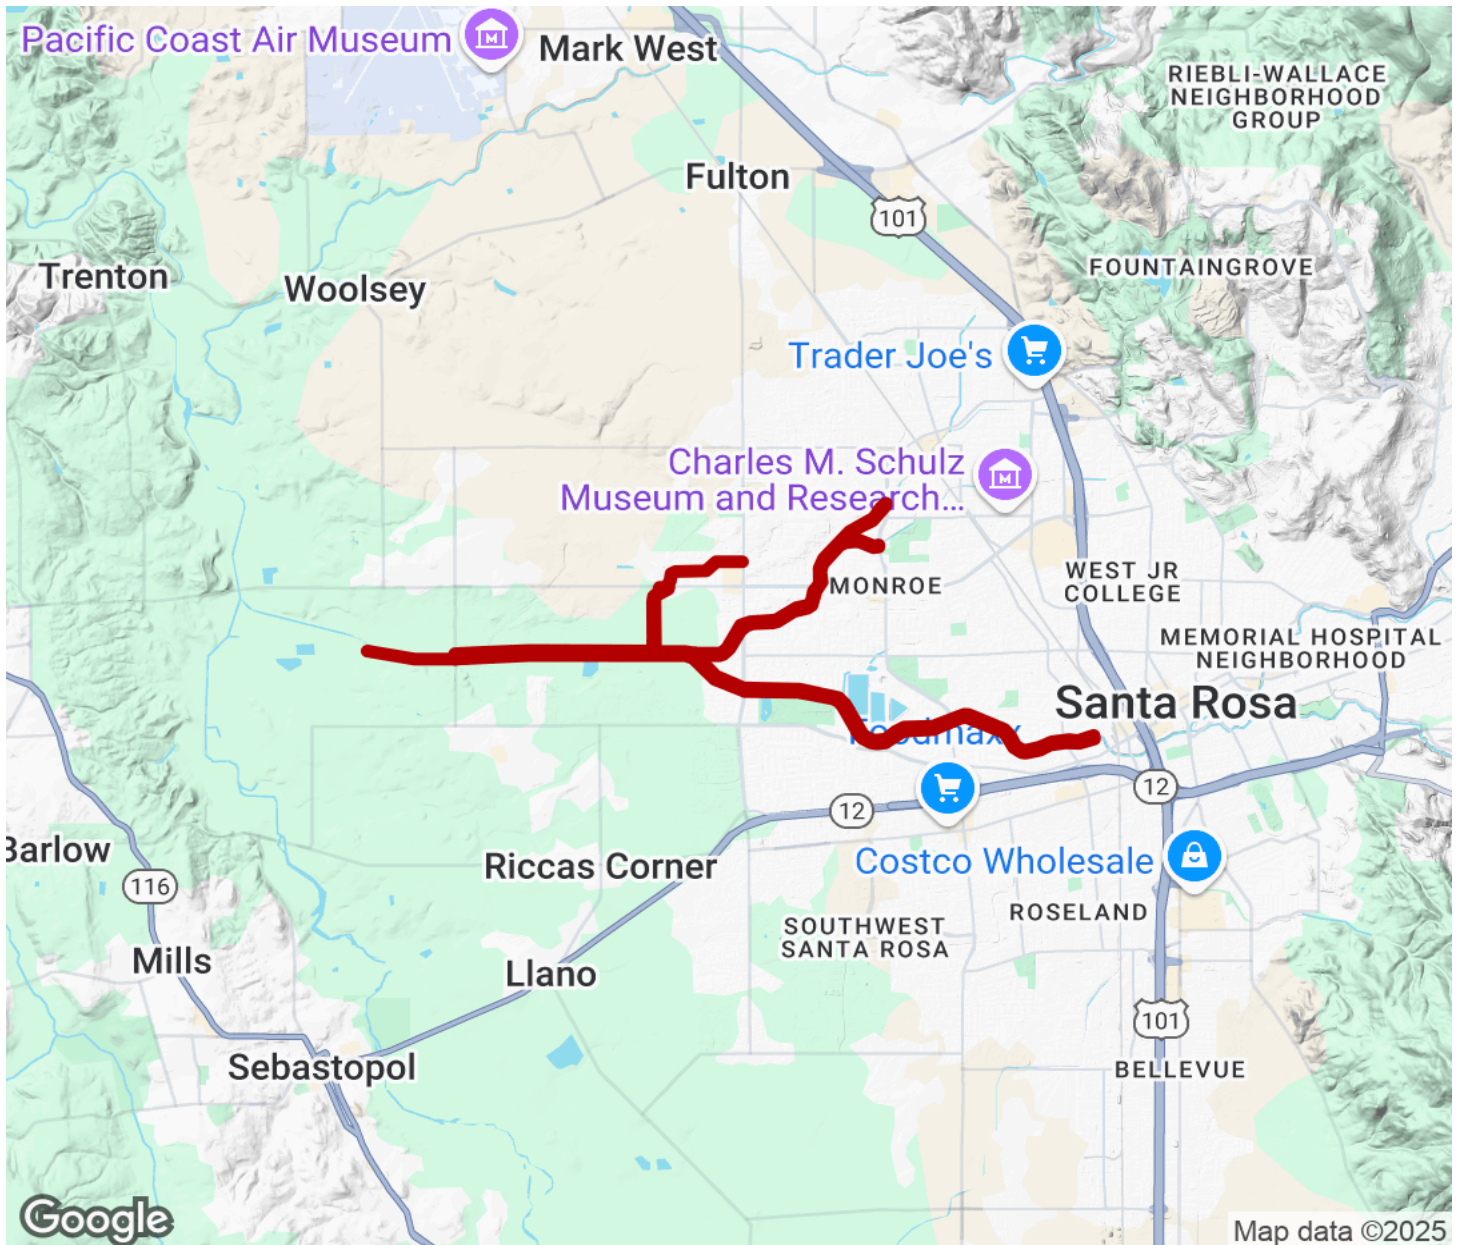 Pacific Coast Air Museum
Mark West
RIEBLI-WALLACE
NEIGHBORHOOD
GROUP
Fulton
101
Trenton
Woolsey
FOUNTAINGROVE
Trader Joe's
Charles M. Schulz
Museum and Research...
MONROE
WEST JR
COLLEGE
MEMORIAL HOSPITAL
NEIGHBORHOOD
Santa Rosa
Foodmaxx
12
12
Barlow
116
Riccas Corner
Costco Wholesale
SOUTHWEST
SANTA ROSA
ROSELAND
Mills
Llano
101
Sebastopol
BELLEVUE
Google
Map data ©2025